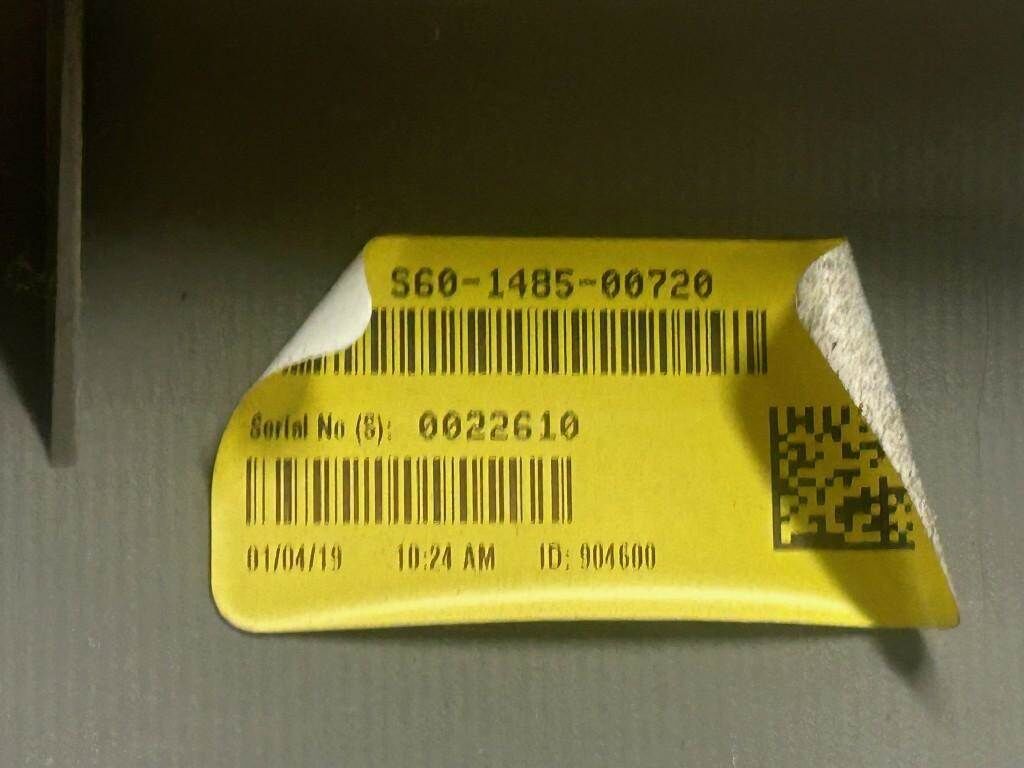 S60-1485-00720
Serial No (S): 0022610
01/04/19 10:24 AM ID: 904600